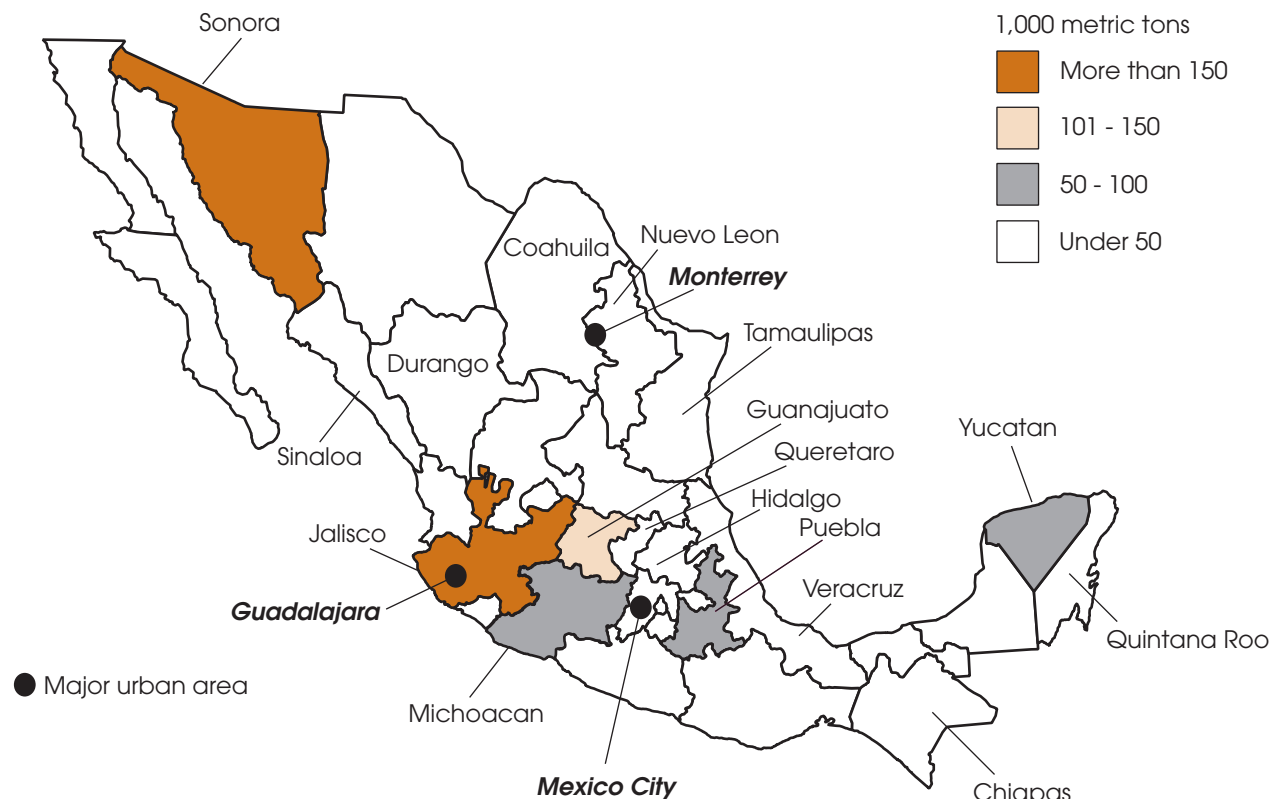 Sonora
1,000 metric tons
More than 150
101 - 150
50 - 100
Under 50
Coahuila
Nuevo Leon
Monterrey
Tamaulipas
Durango
Guanajuato
Yucatan
Sinaloa
Queretaro
Hidalgo
Puebla
Jalisco
Veracruz
Guadalajara
Quintana Roo
Major urban area
Michoacan
Mexico City
Chiapas